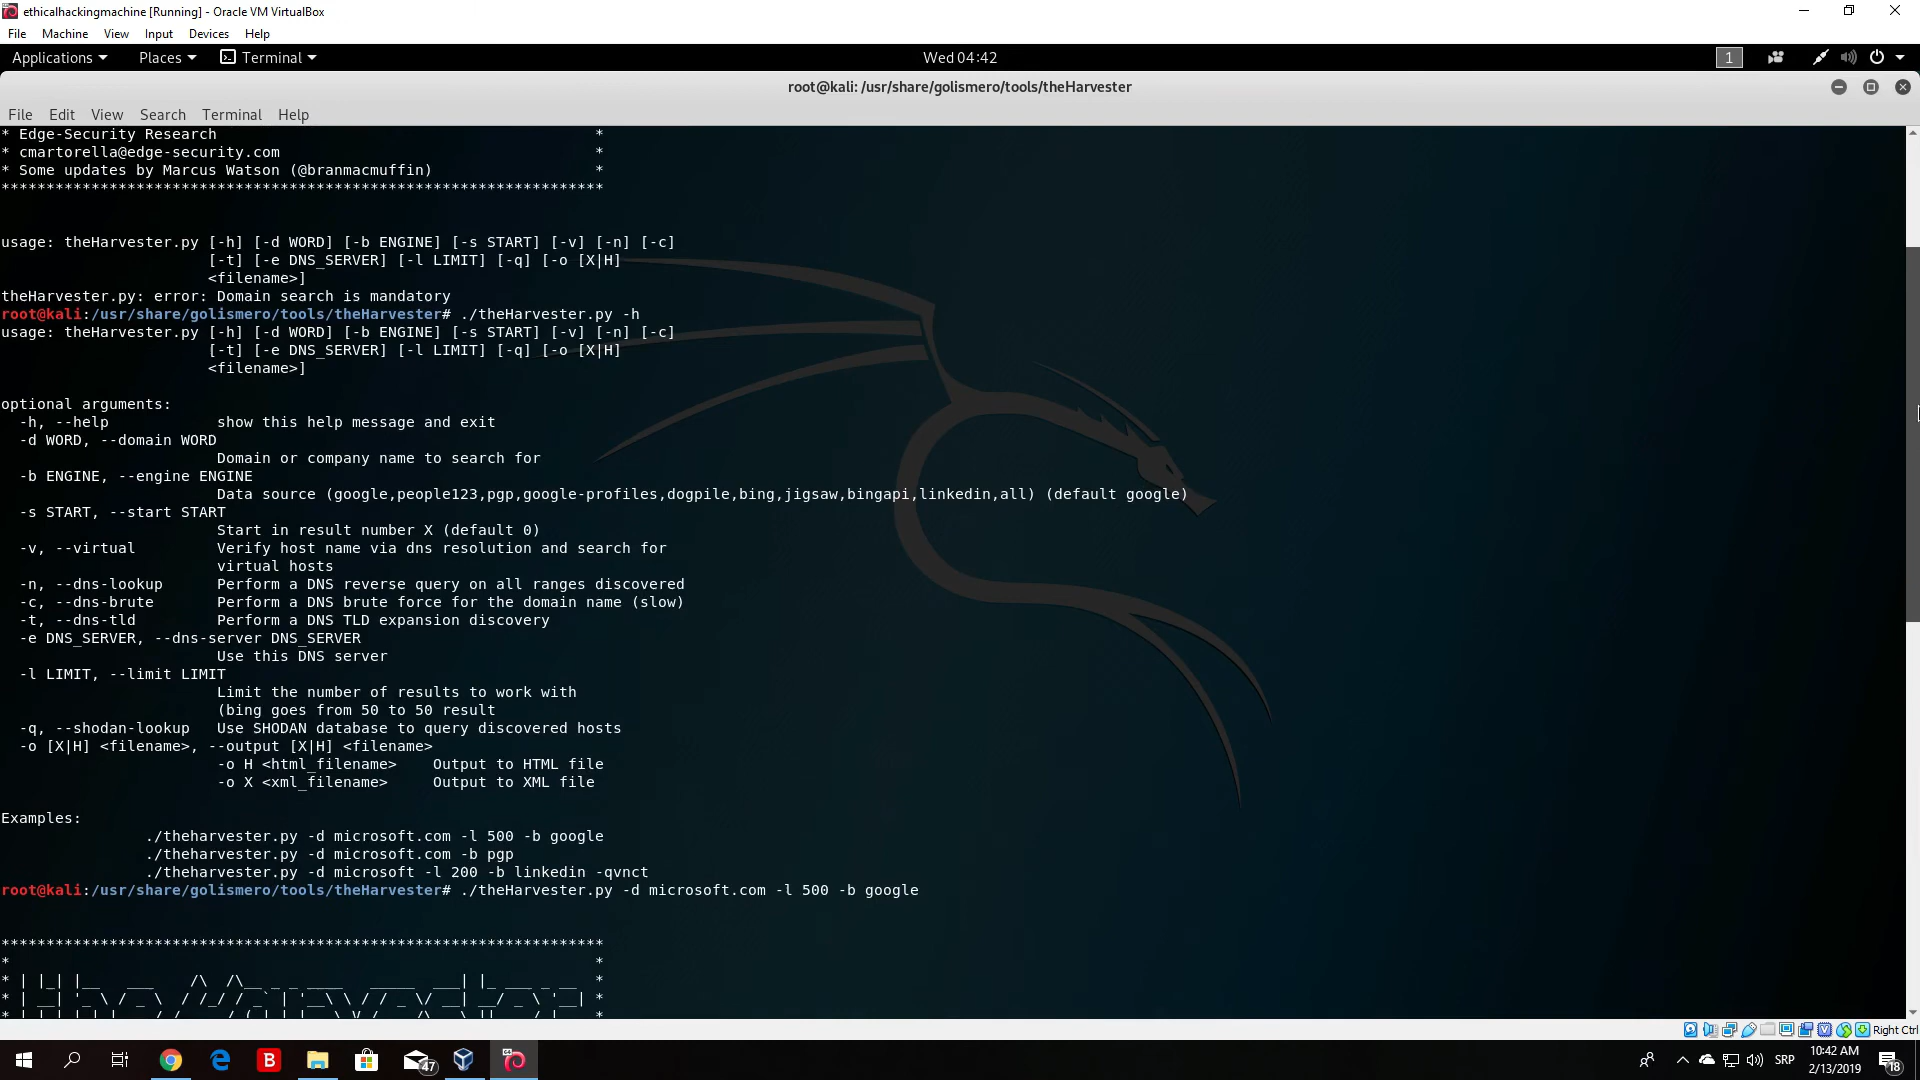 ethicalhackingmachine [Running] - Oracle VM VirtualBox
File Machine View Input Devices Help
Applications Places Terminal Wed 04:42 1
root@kali: /usr/share/golismero/tools/theHarvester
File Edit View Search Terminal Help
* Edge-Security Research *
* cmartorella@edge-security.com *
* Some updates by Marcus Watson (@branmacmuffin) *
*******************************************************************
usage: theHarvester.py [-h] [-d WORD] [-b ENGINE] [-s START] [-v] [-n] [-c]
[-t] [-e DNS_SERVER] [-l LIMIT] [-q] [-o [X|H]
<filename>]
theHarvester.py: error: Domain search is mandatory
root@kali:/usr/share/golismero/tools/theHarvester# ./theHarvester.py -h
usage: theHarvester.py [-h] [-d WORD] [-b ENGINE] [-s START] [-v] [-n] [-c]
[-t] [-e DNS_SERVER] [-l LIMIT] [-q] [-o [X|H]
<filename>]
optional arguments:
-h, --help show this help message and exit
-d WORD, --domain WORD
Domain or company name to search for
-b ENGINE, --engine ENGINE
Data source (google,people123,pgp,google-profiles,dogpile,bing,jigsaw,bingapi,linkedin,all) (default google)
-s START, --start START
Start in result number X (default 0)
-v, --virtual Verify host name via dns resolution and search for
virtual hosts
-n, --dns-lookup Perform a DNS reverse query on all ranges discovered
-c, --dns-brute Perform a DNS brute force for the domain name (slow)
-t, --dns-tld Perform a DNS TLD expansion discovery
-e DNS_SERVER, --dns-server DNS_SERVER
Use this DNS server
-l LIMIT, --limit LIMIT
Limit the number of results to work with
(bing goes from 50 to 50 result
-q, --shodan-lookup Use SHODAN database to query discovered hosts
-o [X|H] <filename>, --output [X|H] <filename>
-o H <html_filename> Output to HTML file
-o X <xml_filename> Output to XML file
Examples:
./theharvester.py -d microsoft.com -l 500 -b google
./theharvester.py -d microsoft.com -b pgp
./theharvester.py -d microsoft -l 200 -b linkedin -qvnct
root@kali:/usr/share/golismero/tools/theHarvester# ./theHarvester.py -d microsoft.com -l 500 -b google
*******************************************************************
Right Ctrl
47
SRP
10:42 AM
2/13/2019
18